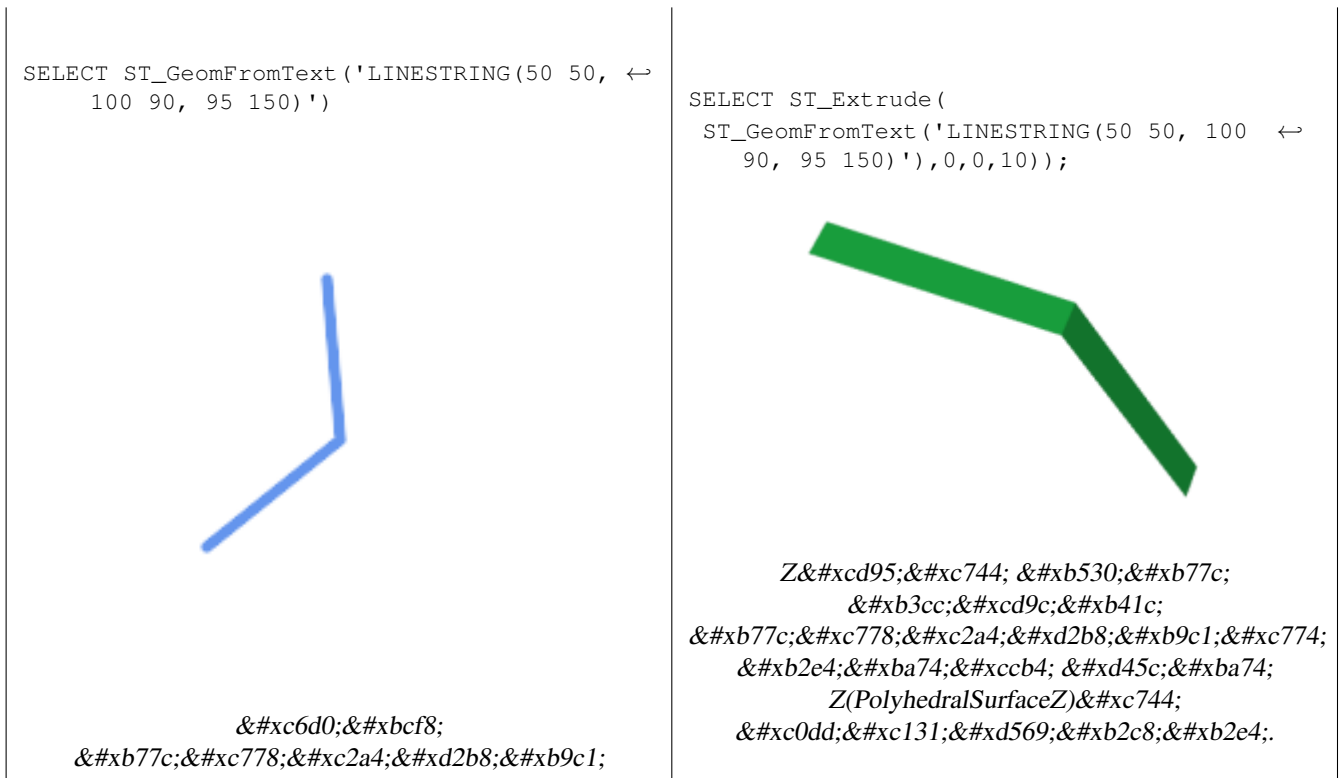 SELECT ST_GeomFromText('LINESTRING(50 50, ↩
100 90, 95 150)')
&#xc6d0;&#xbcf8;
&#xb77c;&#xc778;&#xc2a4;&#xd2b8;&#xb9c1;
SELECT ST_Extrude(
ST_GeomFromText('LINESTRING(50 50, 100 ↩
90, 95 150)'),0,0,10));
Z&#xcd95;&#xc744; &#xb530;&#xb77c;
&#xb3cc;&#xcd9c;&#xb41c;
&#xb77c;&#xc778;&#xc2a4;&#xd2b8;&#xb9c1;&#xc774;
&#xb2e4;&#xba74;&#xccb4; &#xd45c;&#xba74;
Z(PolyhedralSurfaceZ)&#xc744;
&#xc0dd;&#xc131;&#xd569;&#xb2c8;&#xb2e4;.